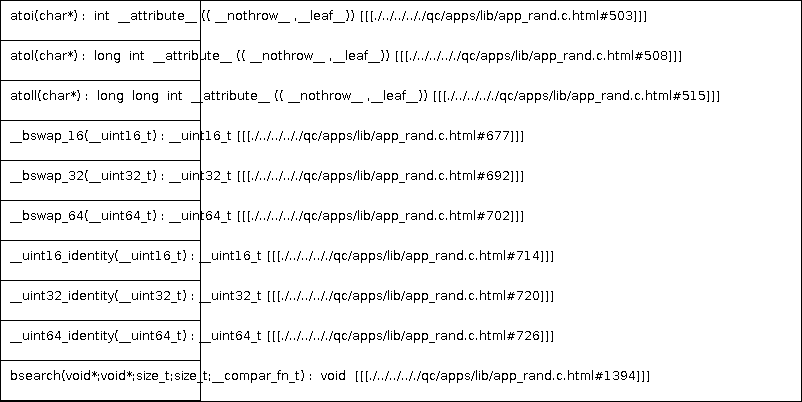 atoi(char*) : int __attribute__ (( __nothrow__ ,__leaf__)) [[[./../../../qc/apps/lib/app_rand.c.html#503]]]
atol(char*) : long int __attribute__ (( __nothrow__ ,__leaf__)) [[[./../../../qc/apps/lib/app_rand.c.html#508]]]
atoll(char*) : long long int __attribute__ (( __nothrow__ ,__leaf__)) [[[./../../../qc/apps/lib/app_rand.c.html#515]]]
__bswap_16(__uint16_t) : __uint16_t [[[./../../../qc/apps/lib/app_rand.c.html#677]]]
__bswap_32(__uint32_t) : __uint32_t [[[./../../../qc/apps/lib/app_rand.c.html#692]]]
__bswap_64(__uint64_t) : __uint64_t [[[./../../../qc/apps/lib/app_rand.c.html#702]]]
__uint16_identity(__uint16_t) : __uint16_t [[[./../../../qc/apps/lib/app_rand.c.html#714]]]
__uint32_identity(__uint32_t) : __uint32_t [[[./../../../qc/apps/lib/app_rand.c.html#720]]]
__uint64_identity(__uint64_t) : __uint64_t [[[./../../../qc/apps/lib/app_rand.c.html#726]]]
bsearch(void*;void*;size_t;size_t;__compar_fn_t) : void [[[./../../../qc/apps/lib/app_rand.c.html#1394]]]